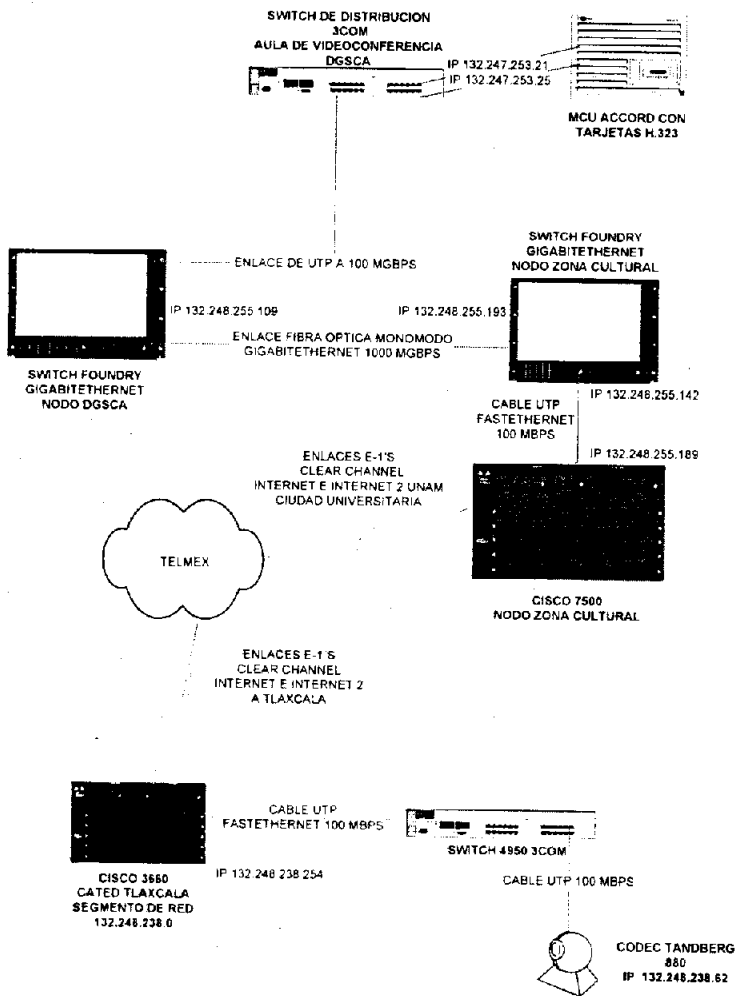 SWITCH DE DISTRIBUCION
3COM
AULA DE VIDEOCONFERENCIA
DGSCA
IP 132.247.253.21
IP 132.247.253.25
MCU ACCORD CON
TARJETAS H.323
SWITCH FOUNDRY
GIGABITETHERNET
NODO ZONA CULTURAL
ENLACE DE UTP A 100 MGBPS
IP 132.248.255.109
IP 132.248.255.193
ENLACE FIBRA OPTICA MONOMODO
GIGABITETHERNET 1000 MGBPS
SWITCH FOUNDRY
GIGABITETHERNET
NODO DGSCA
IP 132.248.255.142
CABLE UTP
FASTETHERNET
100 MBPS
IP 132.248.255.189
ENLACES E-1'S
CLEAR CHANNEL
INTERNET E INTERNET 2 UNAM
CIUDAD UNIVERSITARIA
TELMEX
CISCO 7500
NODO ZONA CULTURAL
ENLACES E-1'S
CLEAR CHANNEL
INTERNET E INTERNET 2
A TLAXCALA
CABLE UTP
FASTETHERNET 100 MBPS
SWITCH 4950 3COM
IP 132.248.238.254
CISCO 3660
CATED TLAXCALA
SEGMENTO DE RED
132.248.238.0
CABLE UTP 100 MBPS
CODEC TANDBERG
880
IP 132.248.238.62